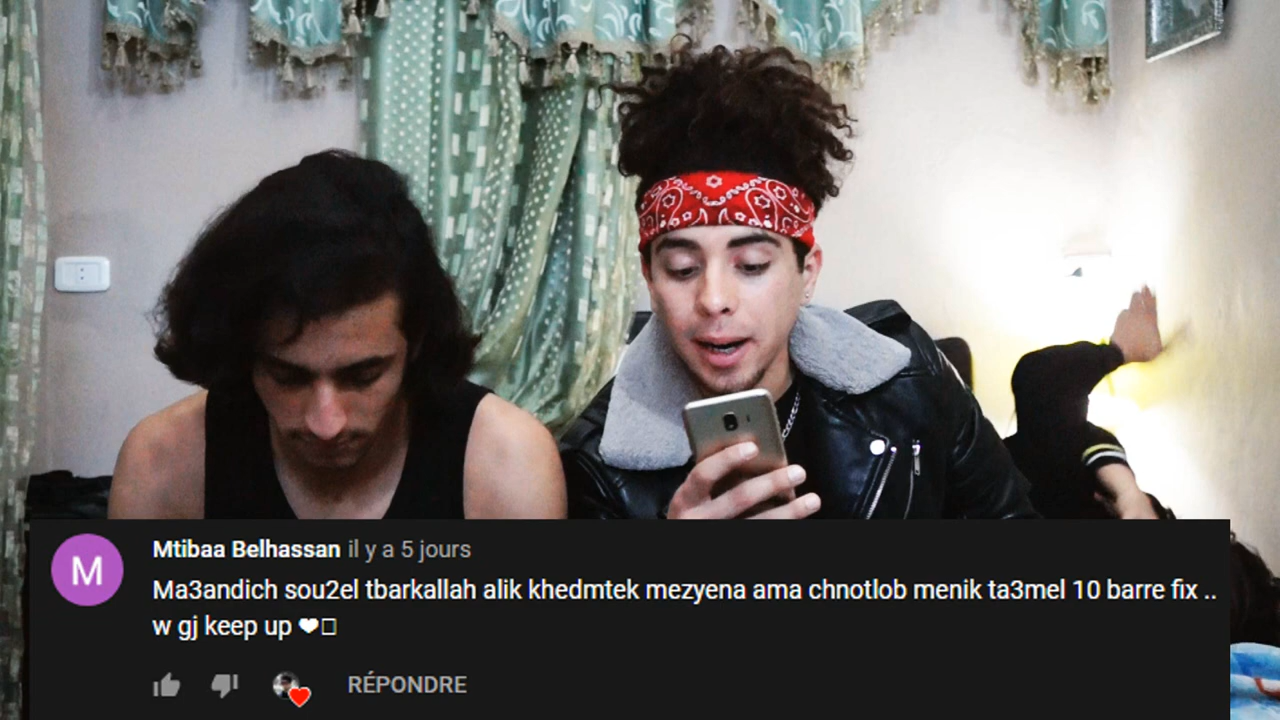 M
Mtibaa Belhassan il y a 5 jours
Ma3andich sou2el tbarkallah alik khedmtek mezyena ama chnotlob menik ta3mel 10 barre fix ..
w gj keep up ❤□
RÉPONDRE